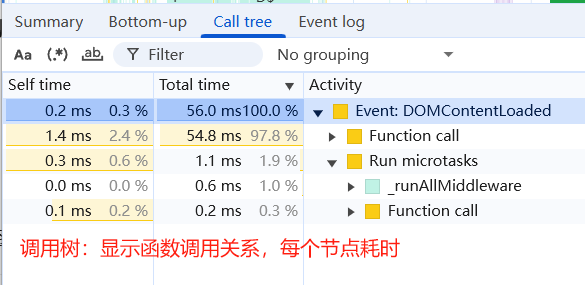 Summary Bottom-up Call tree Event log
Aa (.*) ab Filter No grouping
Self time Total time Activity
0.2 ms 0.3 % 56.0 ms 100.0 % Event: DOMContentLoaded
1.4 ms 2.4 % 54.8 ms 97.8 % Function call
0.3 ms 0.6 % 1.1 ms 1.9 % Run microtasks
0.0 ms 0.0 % 0.6 ms 1.0 % _runAllMiddleware
0.1 ms 0.2 % 0.2 ms 0.3 % Function call
调用树：显示函数调用关系，每个节点耗时